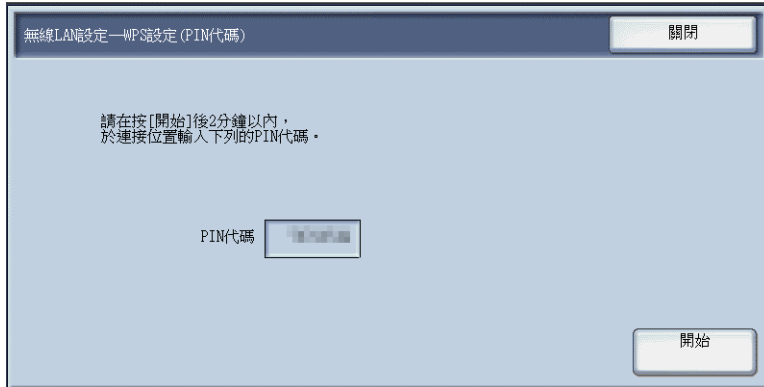 無線LAN設定—WPS設定(PIN代碼)
關閉
請在按[開始]後2分鐘以內，
於連接位置輸入下列的PIN代碼。
PIN代碼
開始